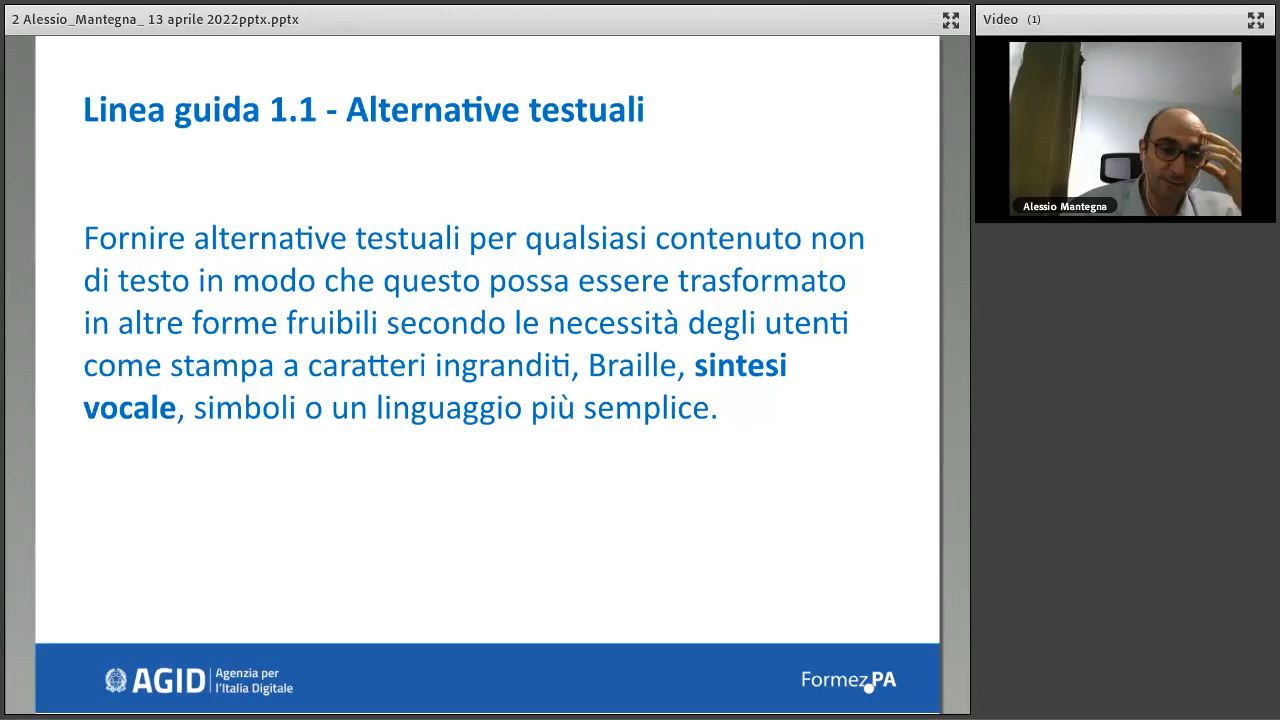 2 Alessio_Mantegna_ 13 aprile 2022pptx.pptx
Video (1)
Alessio Mantegna
Linea guida 1.1 - Alternative testuali
Fornire alternative testuali per qualsiasi contenuto non
di testo in modo che questo possa essere trasformato
in altre forme fruibili secondo le necessità degli utenti
come stampa a caratteri ingranditi, Braille, sintesi
vocale, simboli o un linguaggio più semplice.
AGID Agenzia per
l'Italia Digitale
Formez PA